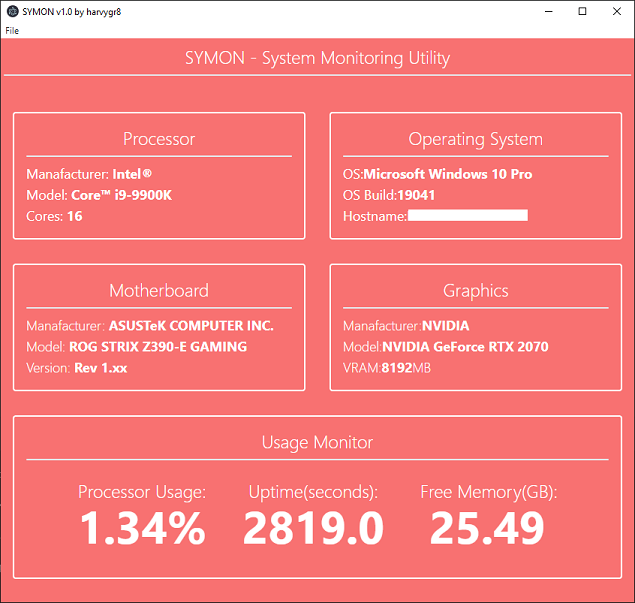 SYMON v1.0 by harvygr8
File
SYMON - System Monitoring Utility
Processor
Manafacturer: Intel®
Model: Core™ i9-9900K
Cores: 16
Operating System
OS:Microsoft Windows 10 Pro
OS Build:19041
Hostname:
Motherboard
Manafacturer: ASUSTeK COMPUTER INC.
Model: ROG STRIX Z390-E GAMING
Version: Rev 1.xx
Graphics
Manafacturer:NVIDIA
Model:NVIDIA GeForce RTX 2070
VRAM:8192MB
Usage Monitor
Processor Usage:
1.34%
Uptime(seconds):
2819.0
Free Memory(GB):
25.49